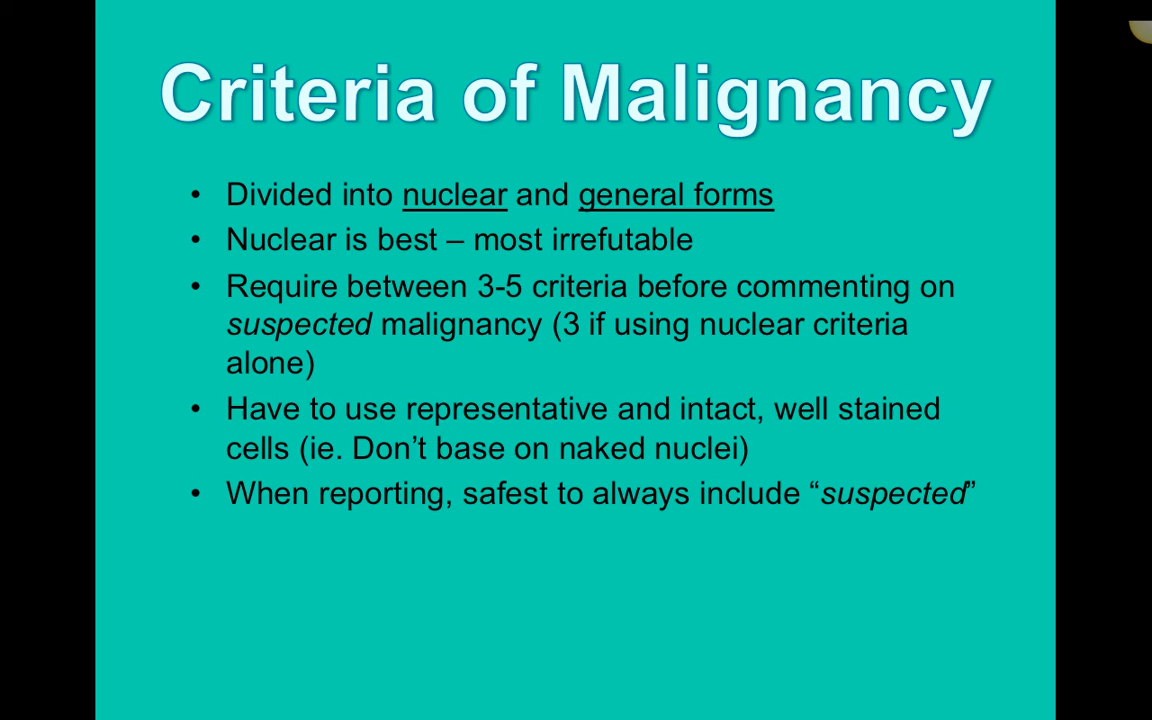 Criteria of Malignancy
• Divided into nuclear and general forms
• Nuclear is best – most irrefutable
• Require between 3-5 criteria before commenting on
suspected malignancy (3 if using nuclear criteria
alone)
• Have to use representative and intact, well stained
cells (ie. Don’t base on naked nuclei)
• When reporting, safest to always include “suspected”